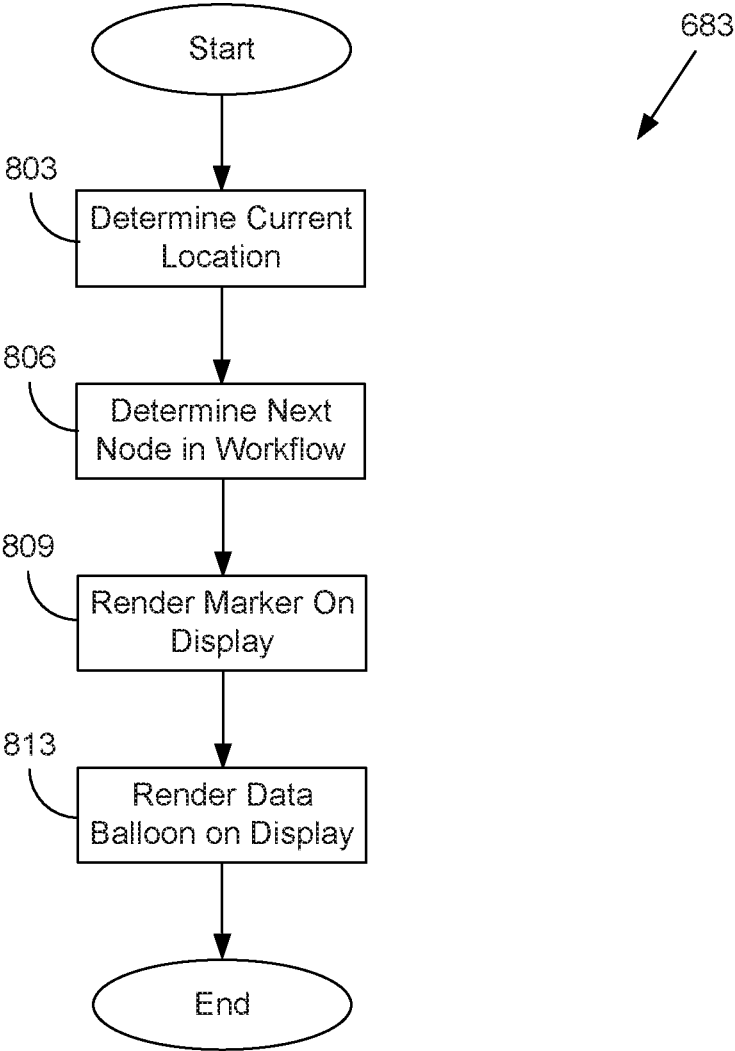 Start
683
803
Determine Current
Location
806
Determine Next
Node in Workflow
809
Render Marker On
Display
813
Render Data
Balloon on Display
End